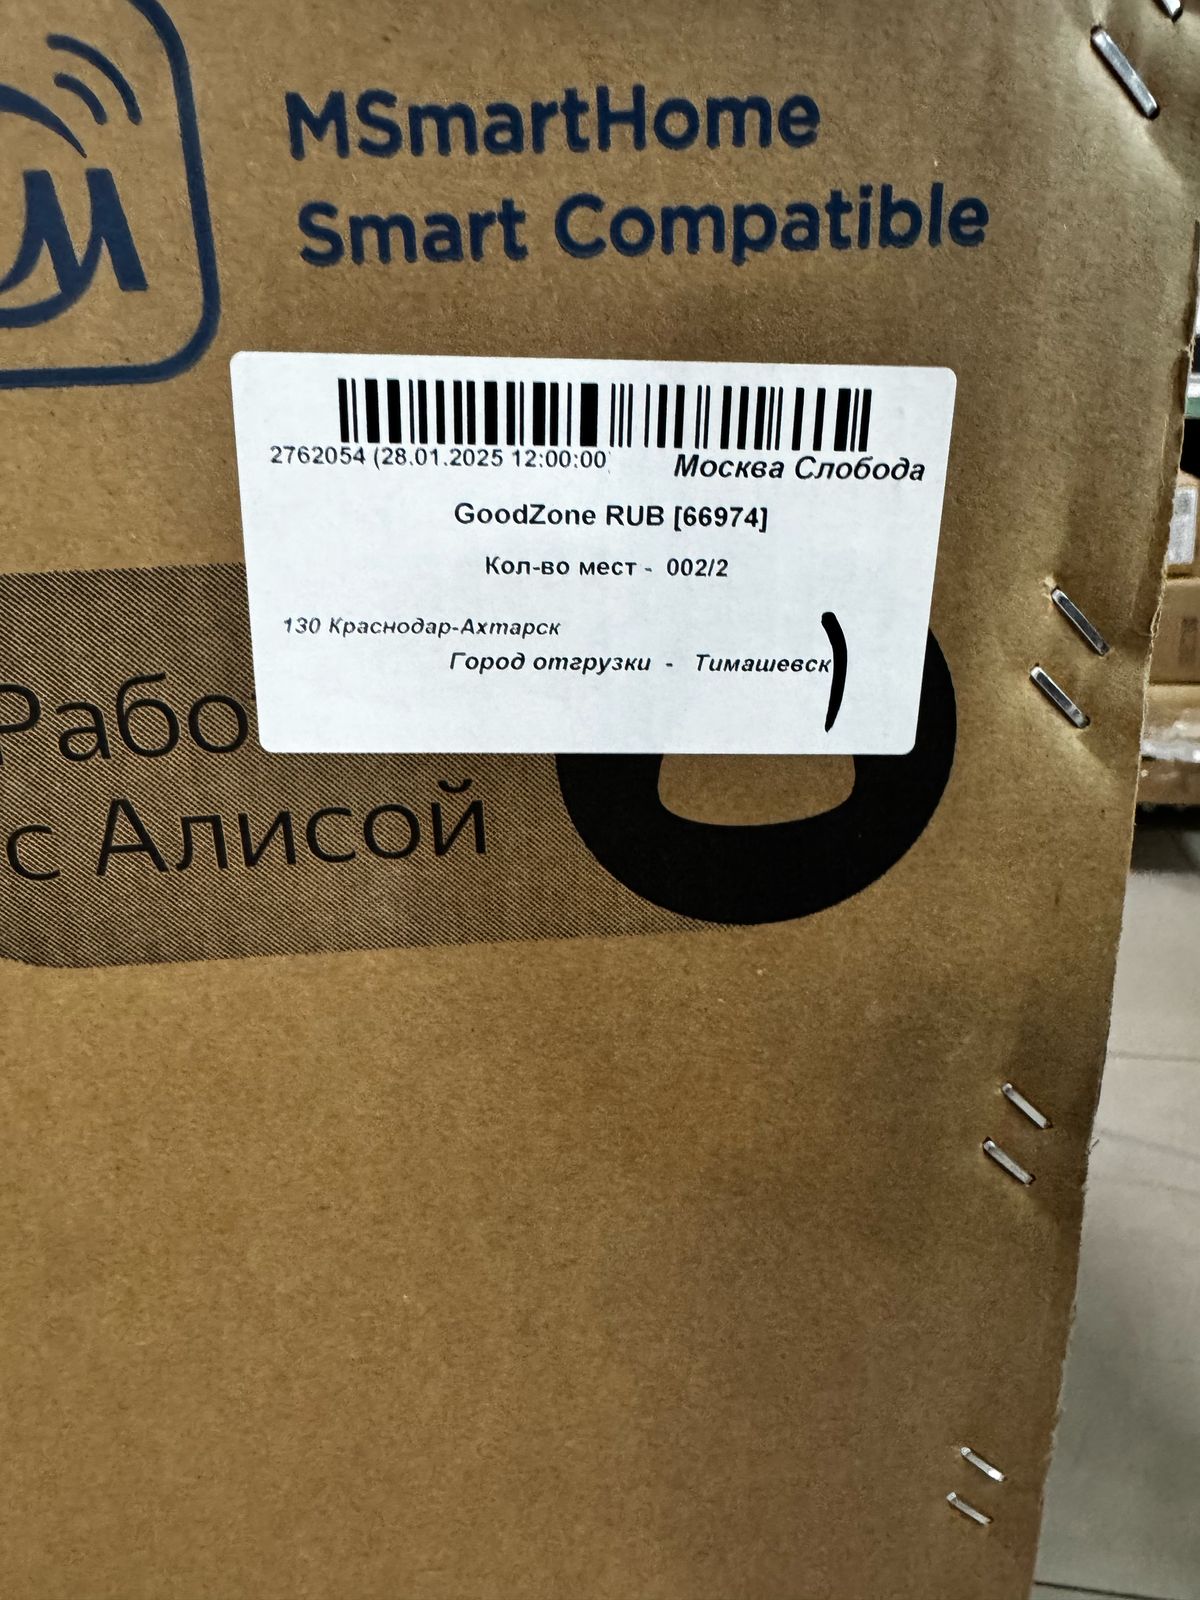 MSmartHome
Smart Compatible
2762054 (28.01.2025 12:00:00)
Москва Слобода
GoodZone RUB [66974]
Кол-во мест - 002/2
130 Краснодар-Ахтарск
Город отгрузки - Тимашевск
с Алисой